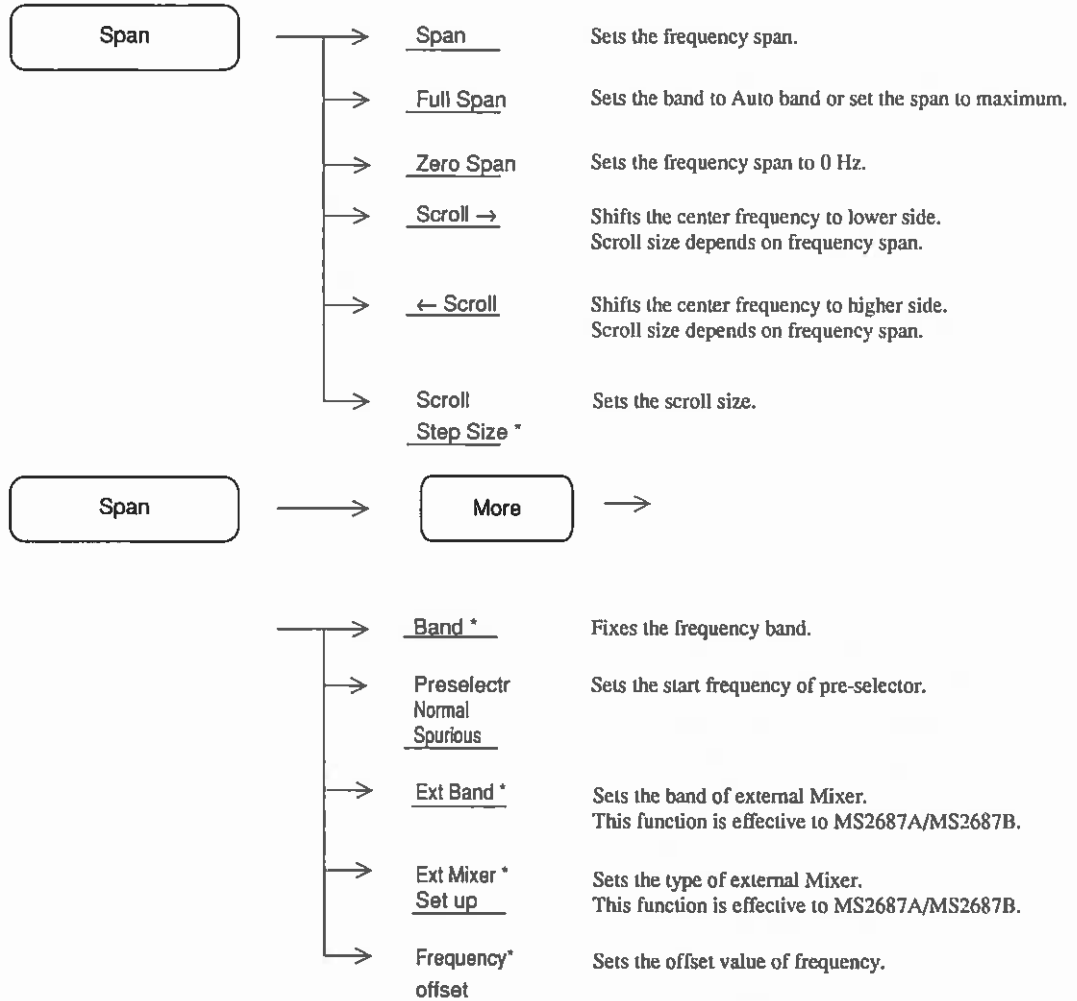 Span Span Sets the frequency span.
Full Span Sets the band to Auto band or set the span to maximum.
Zero Span Sets the frequency span to 0 Hz.
Scroll → Shifts the center frequency to lower side.
Scroll size depends on frequency span.
← Scroll Shifts the center frequency to higher side.
Scroll size depends on frequency span.
Scroll Sets the scroll size.
Step Size *
Span More
Band * Fixes the frequency band.
Preselectr Sets the start frequency of pre-selector.
Normal
Spurious
Ext Band * Sets the band of external Mixer.
This function is effective to MS2687A/MS2687B.
Ext Mixer * Sets the type of external Mixer.
Set up This function is effective to MS2687A/MS2687B.
Frequency* Sets the offset value of frequency.
offset